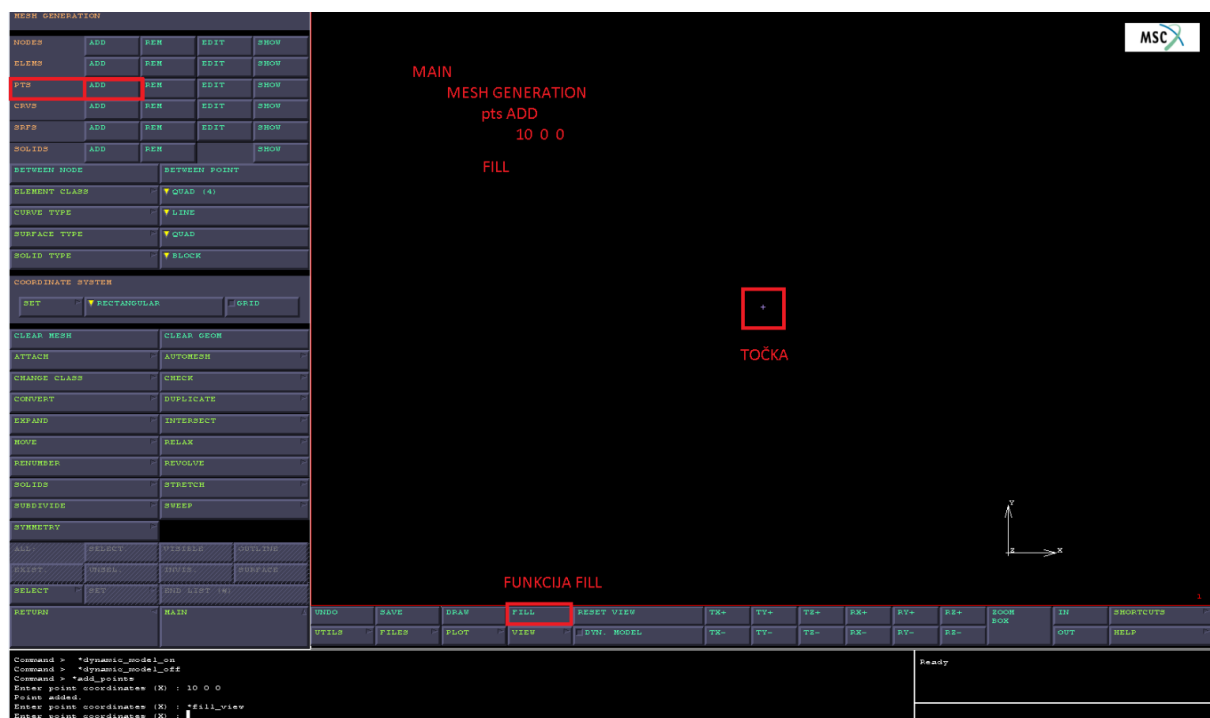 MESH GENERATION
NODES ADD REM EDIT SHOW
ELEMS ADD REM EDIT SHOW
PTS ADD REM EDIT SHOW
CRVS ADD REM EDIT SHOW
SRFS ADD REM EDIT SHOW
SOLIDS ADD REM SHOW
BETWEEN NODE BETWEEN POINT
ELEMENT CLASS QUAD (4)
CURVE TYPE LINE
SURFACE TYPE QUAD
SOLID TYPE BLOCK
COORDINATE SYSTEM
SET RECTANGULAR GRID
CLEAR MESH CLEAR GEOM
ATTACH AUTOMESH
CHANGE CLASS CHECK
CONVERT DUPLICATE
EXPAND INTERSECT
MOVE RELAX
RENUMBER REVOLVE
SOLIDS STRETCH
SUBDIVIDE SWEEP
SYMMETRY
ALL: SELECT. VISIBLE OUTLINE
EXIST. UNSEL. INVIS. SURFACE
SELECT SET END LIST (#)
RETURN MAIN
MSC
MAIN
MESH GENERATION
pts ADD
10 0 0
FILL
TOČKA
Y
Z X
1
FUNKCIJA FILL
UNDO SAVE DRAW FILL RESET VIEW TX+ TY+ TZ+ RX+ RY+ RZ+ ZOOM BOX IN SHORTCUTS
UTILS FILES PLOT VIEW DYN. MODEL TX- TY- TZ- RX- RY- RZ- OUT HELP
Command > *dynamic_model_on
Command > *dynamic_model_off
Command > *add_points
Enter point coordinates (X) : 10 0 0
Point added.
Enter point coordinates (X) : *fill_view
Enter point coordinates (X) :
Ready